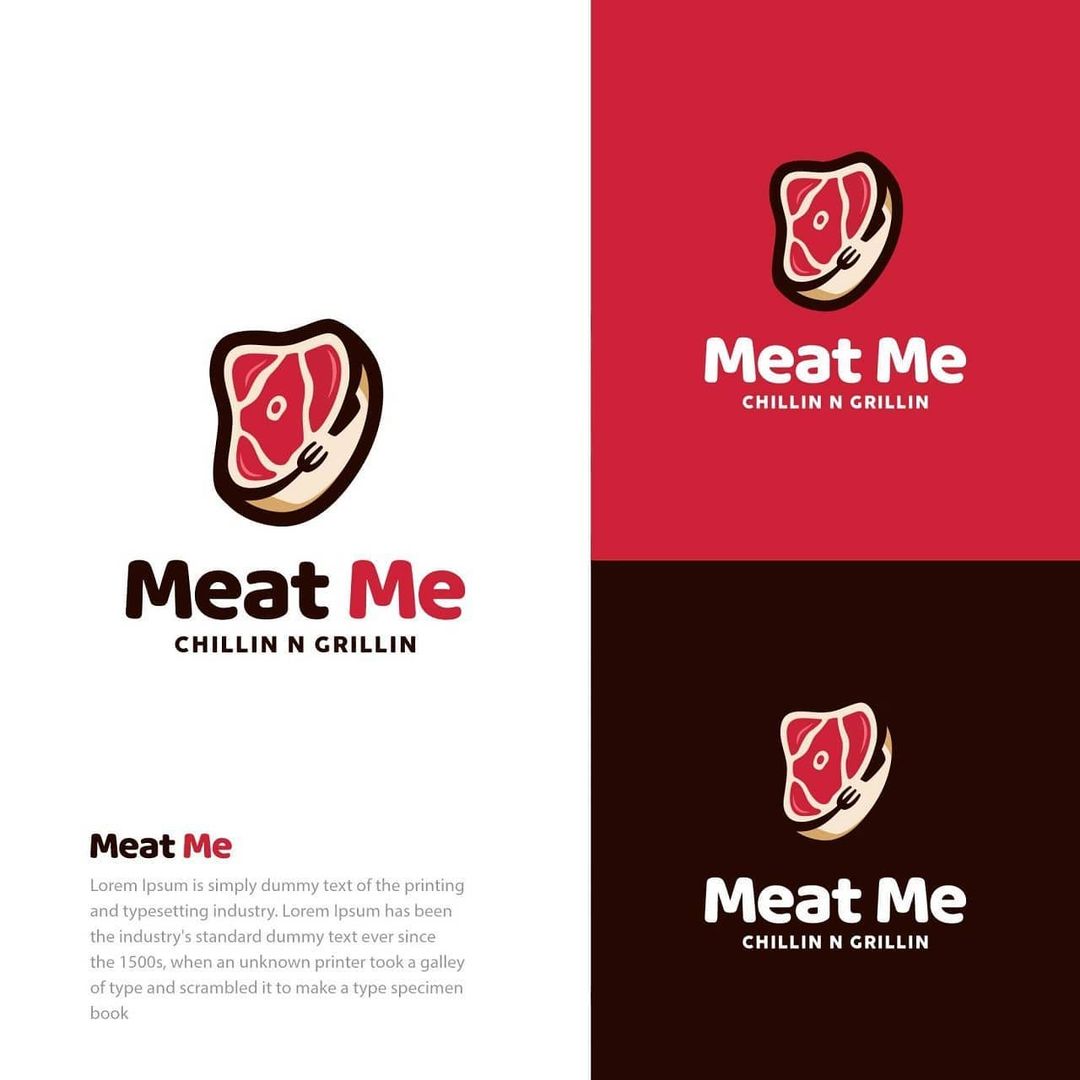 Meat Me
CHILLIN N GRILLIN
Meat Me
Lorem Ipsum is simply dummy text of the printing
and typesetting industry. Lorem Ipsum has been
the industry's standard dummy text ever since
the 1500s, when an unknown printer took a galley
of type and scrambled it to make a type specimen
book
Meat Me
CHILLIN N GRILLIN
Meat Me
CHILLIN N GRILLIN